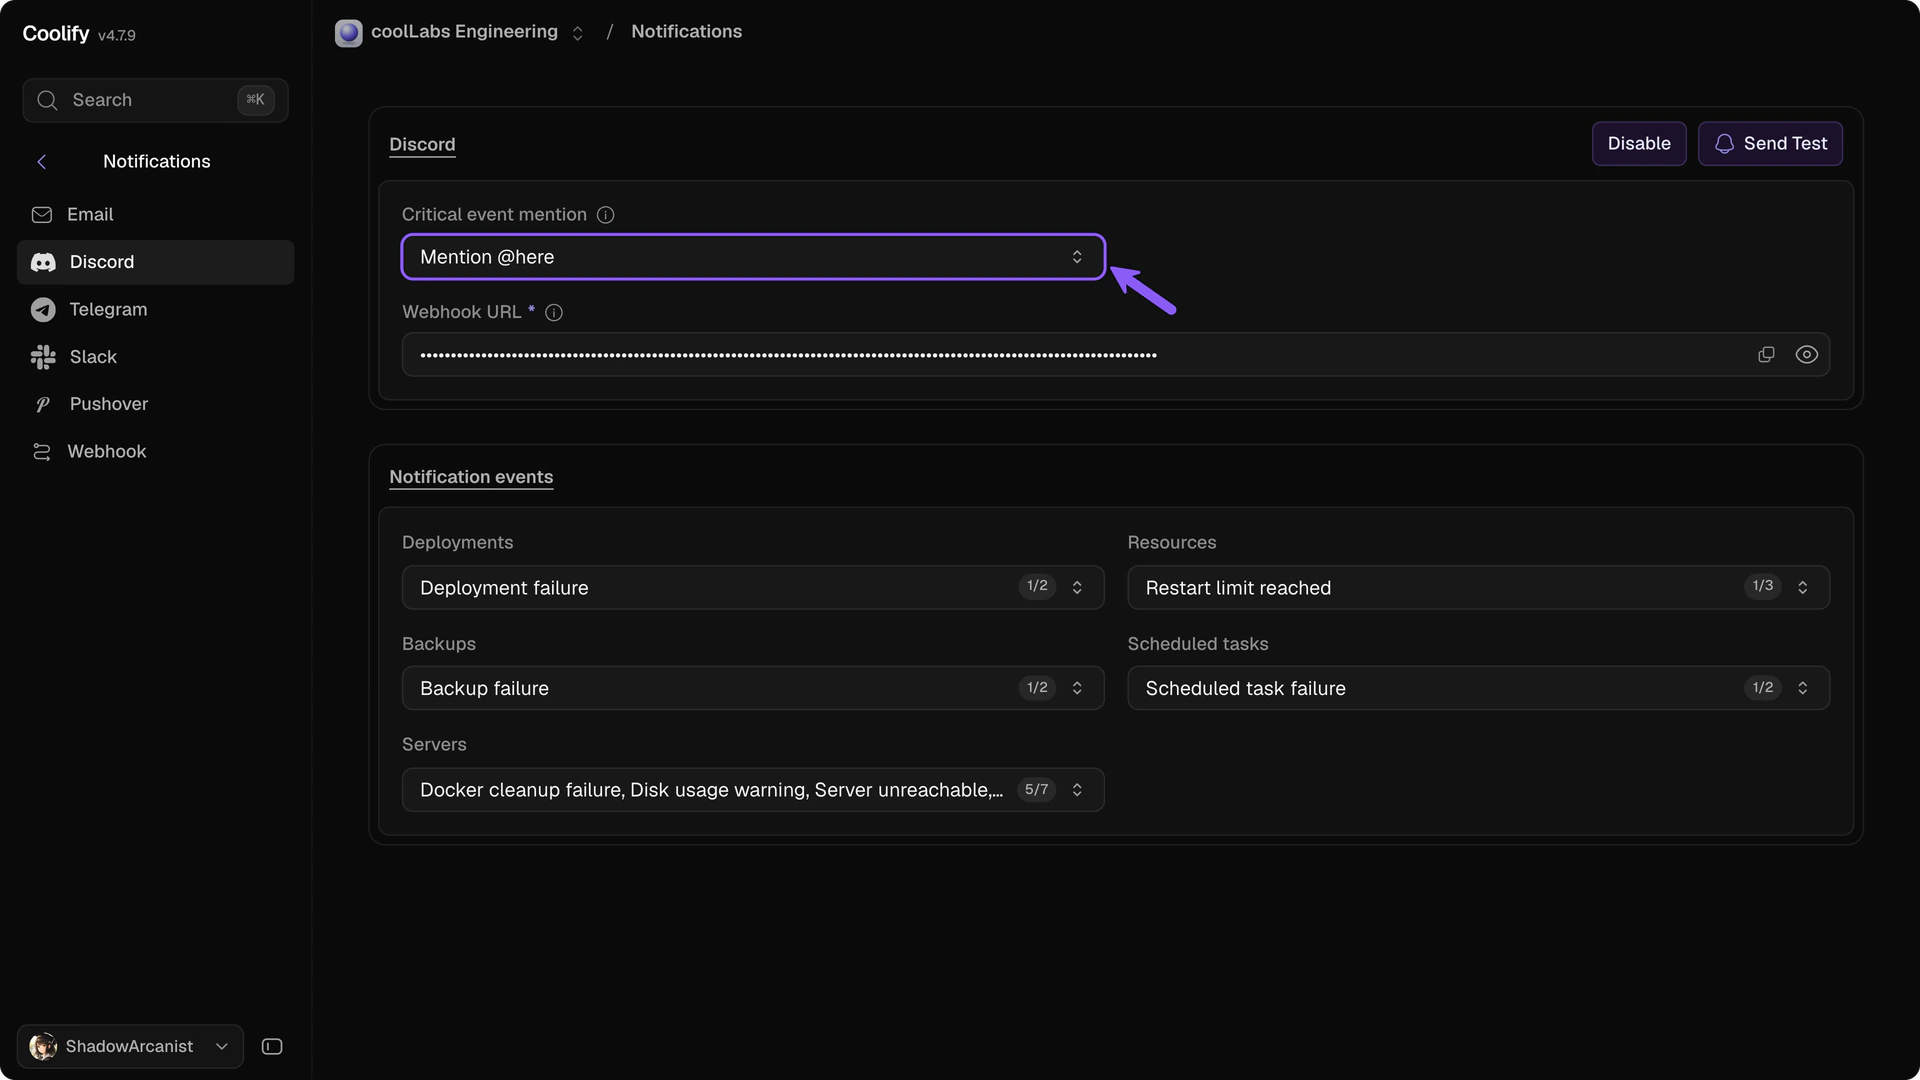 Coolify v4.7.9
Search ⌘K
Notifications
Email
Discord
Telegram
Slack
Pushover
Webhook
ShadowArcanist
coolLabs Engineering / Notifications
Discord
Disable
Send Test
Critical event mention
Mention @here
Webhook URL *
Notification events
Deployments
Deployment failure 1/2
Resources
Restart limit reached 1/3
Backups
Backup failure 1/2
Scheduled tasks
Scheduled task failure 1/2
Servers
Docker cleanup failure, Disk usage warning, Server unreachable,... 5/7